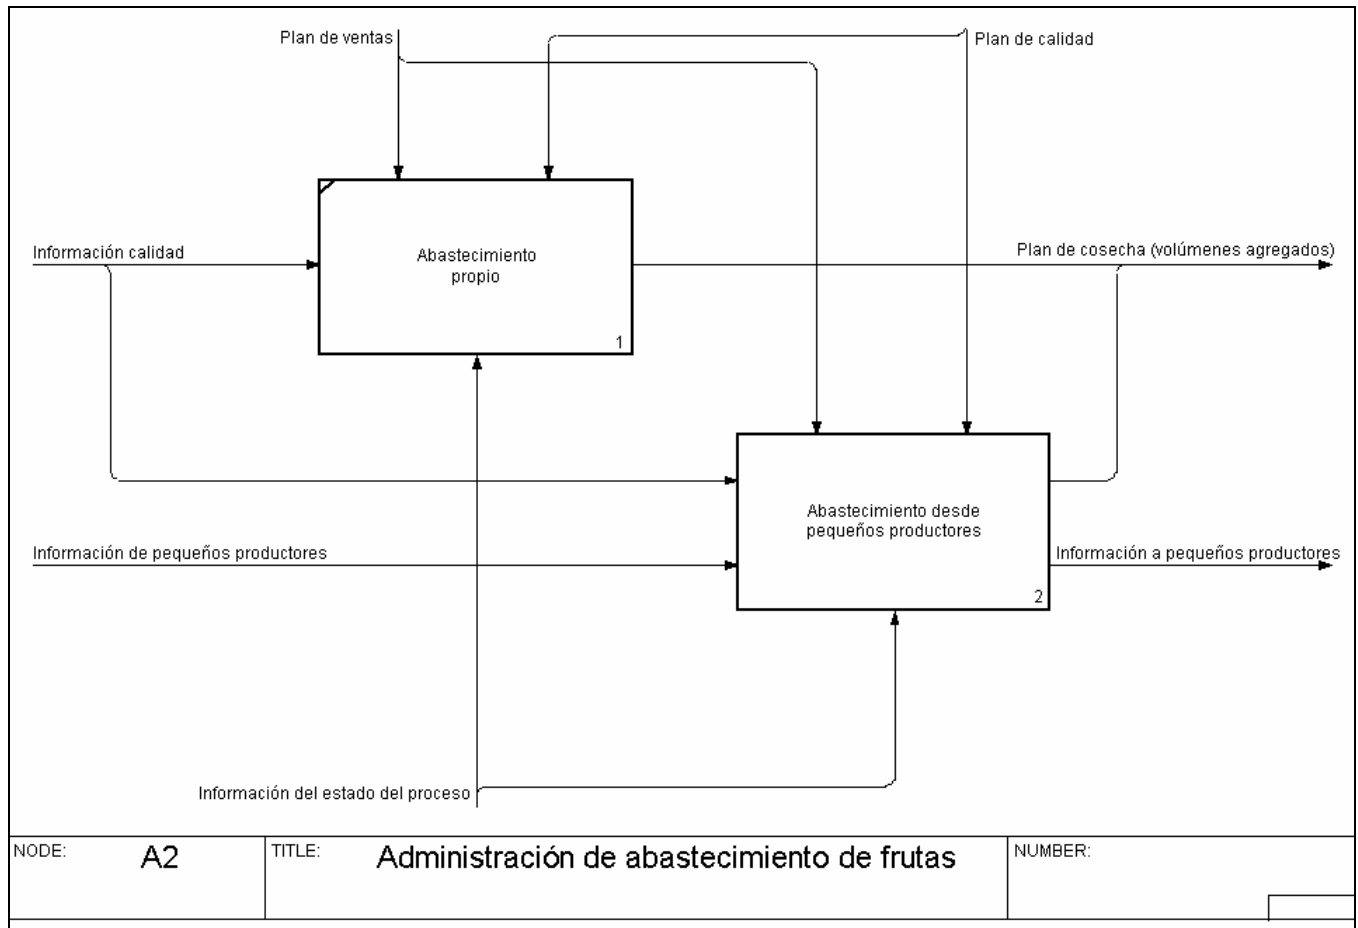 Plan de ventas
Plan de calidad
Información calidad
Abastecimiento
propio
1
Plan de cosecha (volúmenes agregados)
Abastecimiento desde
pequeños productores
2
Información de pequeños productores
Información a pequeños productores
Información del estado del proceso
NODE:
A2
TITLE:
Administración de abastecimiento de frutas
NUMBER: